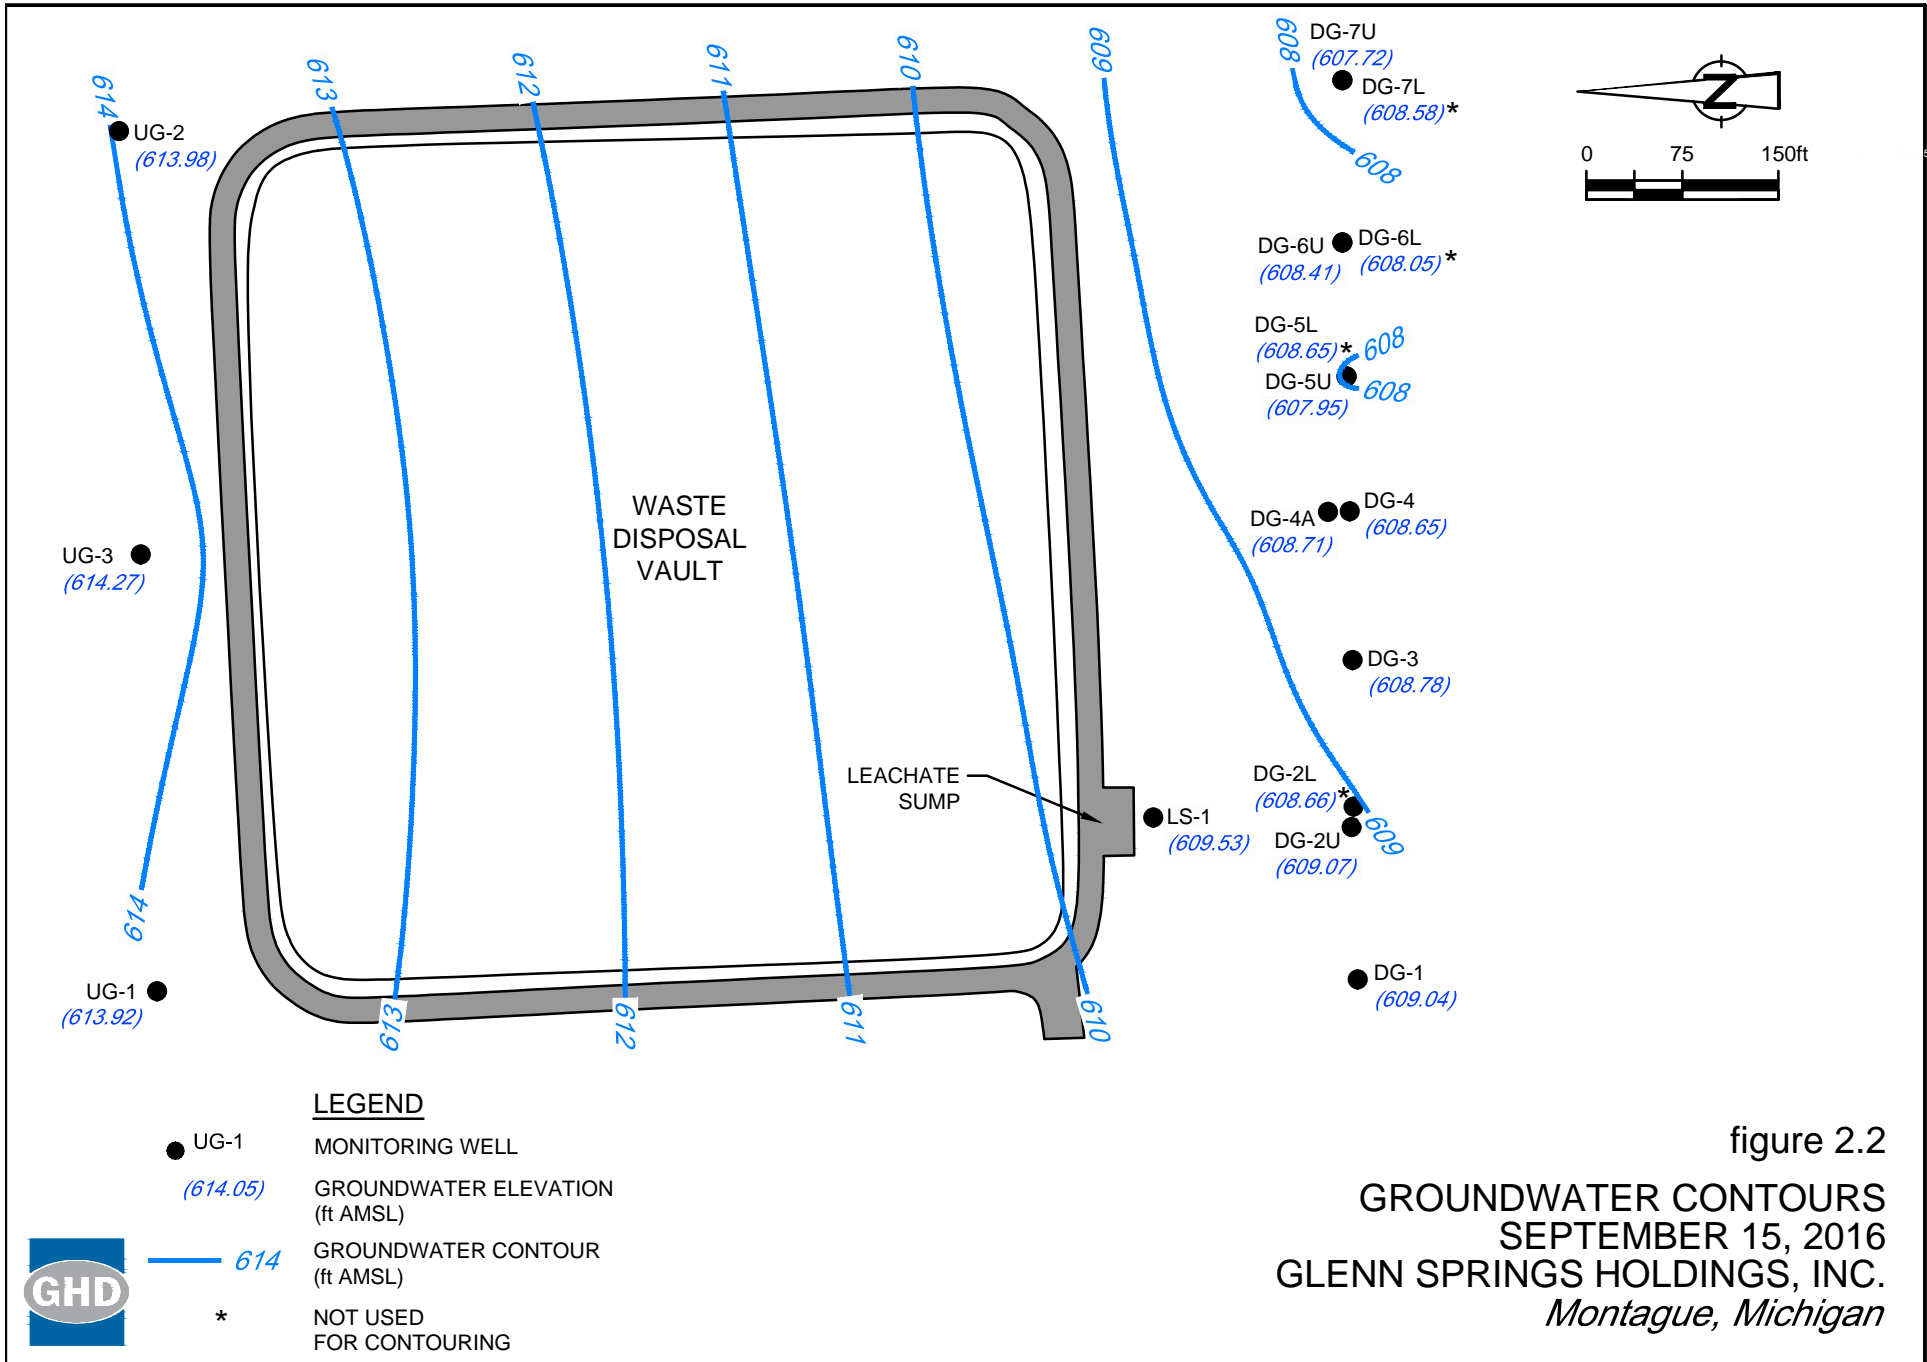 614
613
612
611
610
609
608
DG-7U
(607.72)
DG-7L
(608.58)*
608
N
0 75 150ft
UG-2
(613.98)
DG-6U
(608.41)
DG-6L
(608.05)*
DG-5L
(608.65)*
608
DG-5U
608
(607.95)
WASTE
DISPOSAL
VAULT
DG-4A
(608.71)
DG-4
(608.65)
UG-3
(614.27)
DG-3
(608.78)
LEACHATE
SUMP
LS-1
(609.53)
DG-2L
(608.66)*
DG-2U
(609.07)
609
614
UG-1
(613.92)
DG-1
(609.04)
613
612
611
610
LEGEND
UG-1 MONITORING WELL
(614.05) GROUNDWATER ELEVATION
(ft AMSL)
614 GROUNDWATER CONTOUR
(ft AMSL)
* NOT USED
FOR CONTOURING
GHD
figure 2.2
GROUNDWATER CONTOURS
SEPTEMBER 15, 2016
GLENN SPRINGS HOLDINGS, INC.
Montague, Michigan